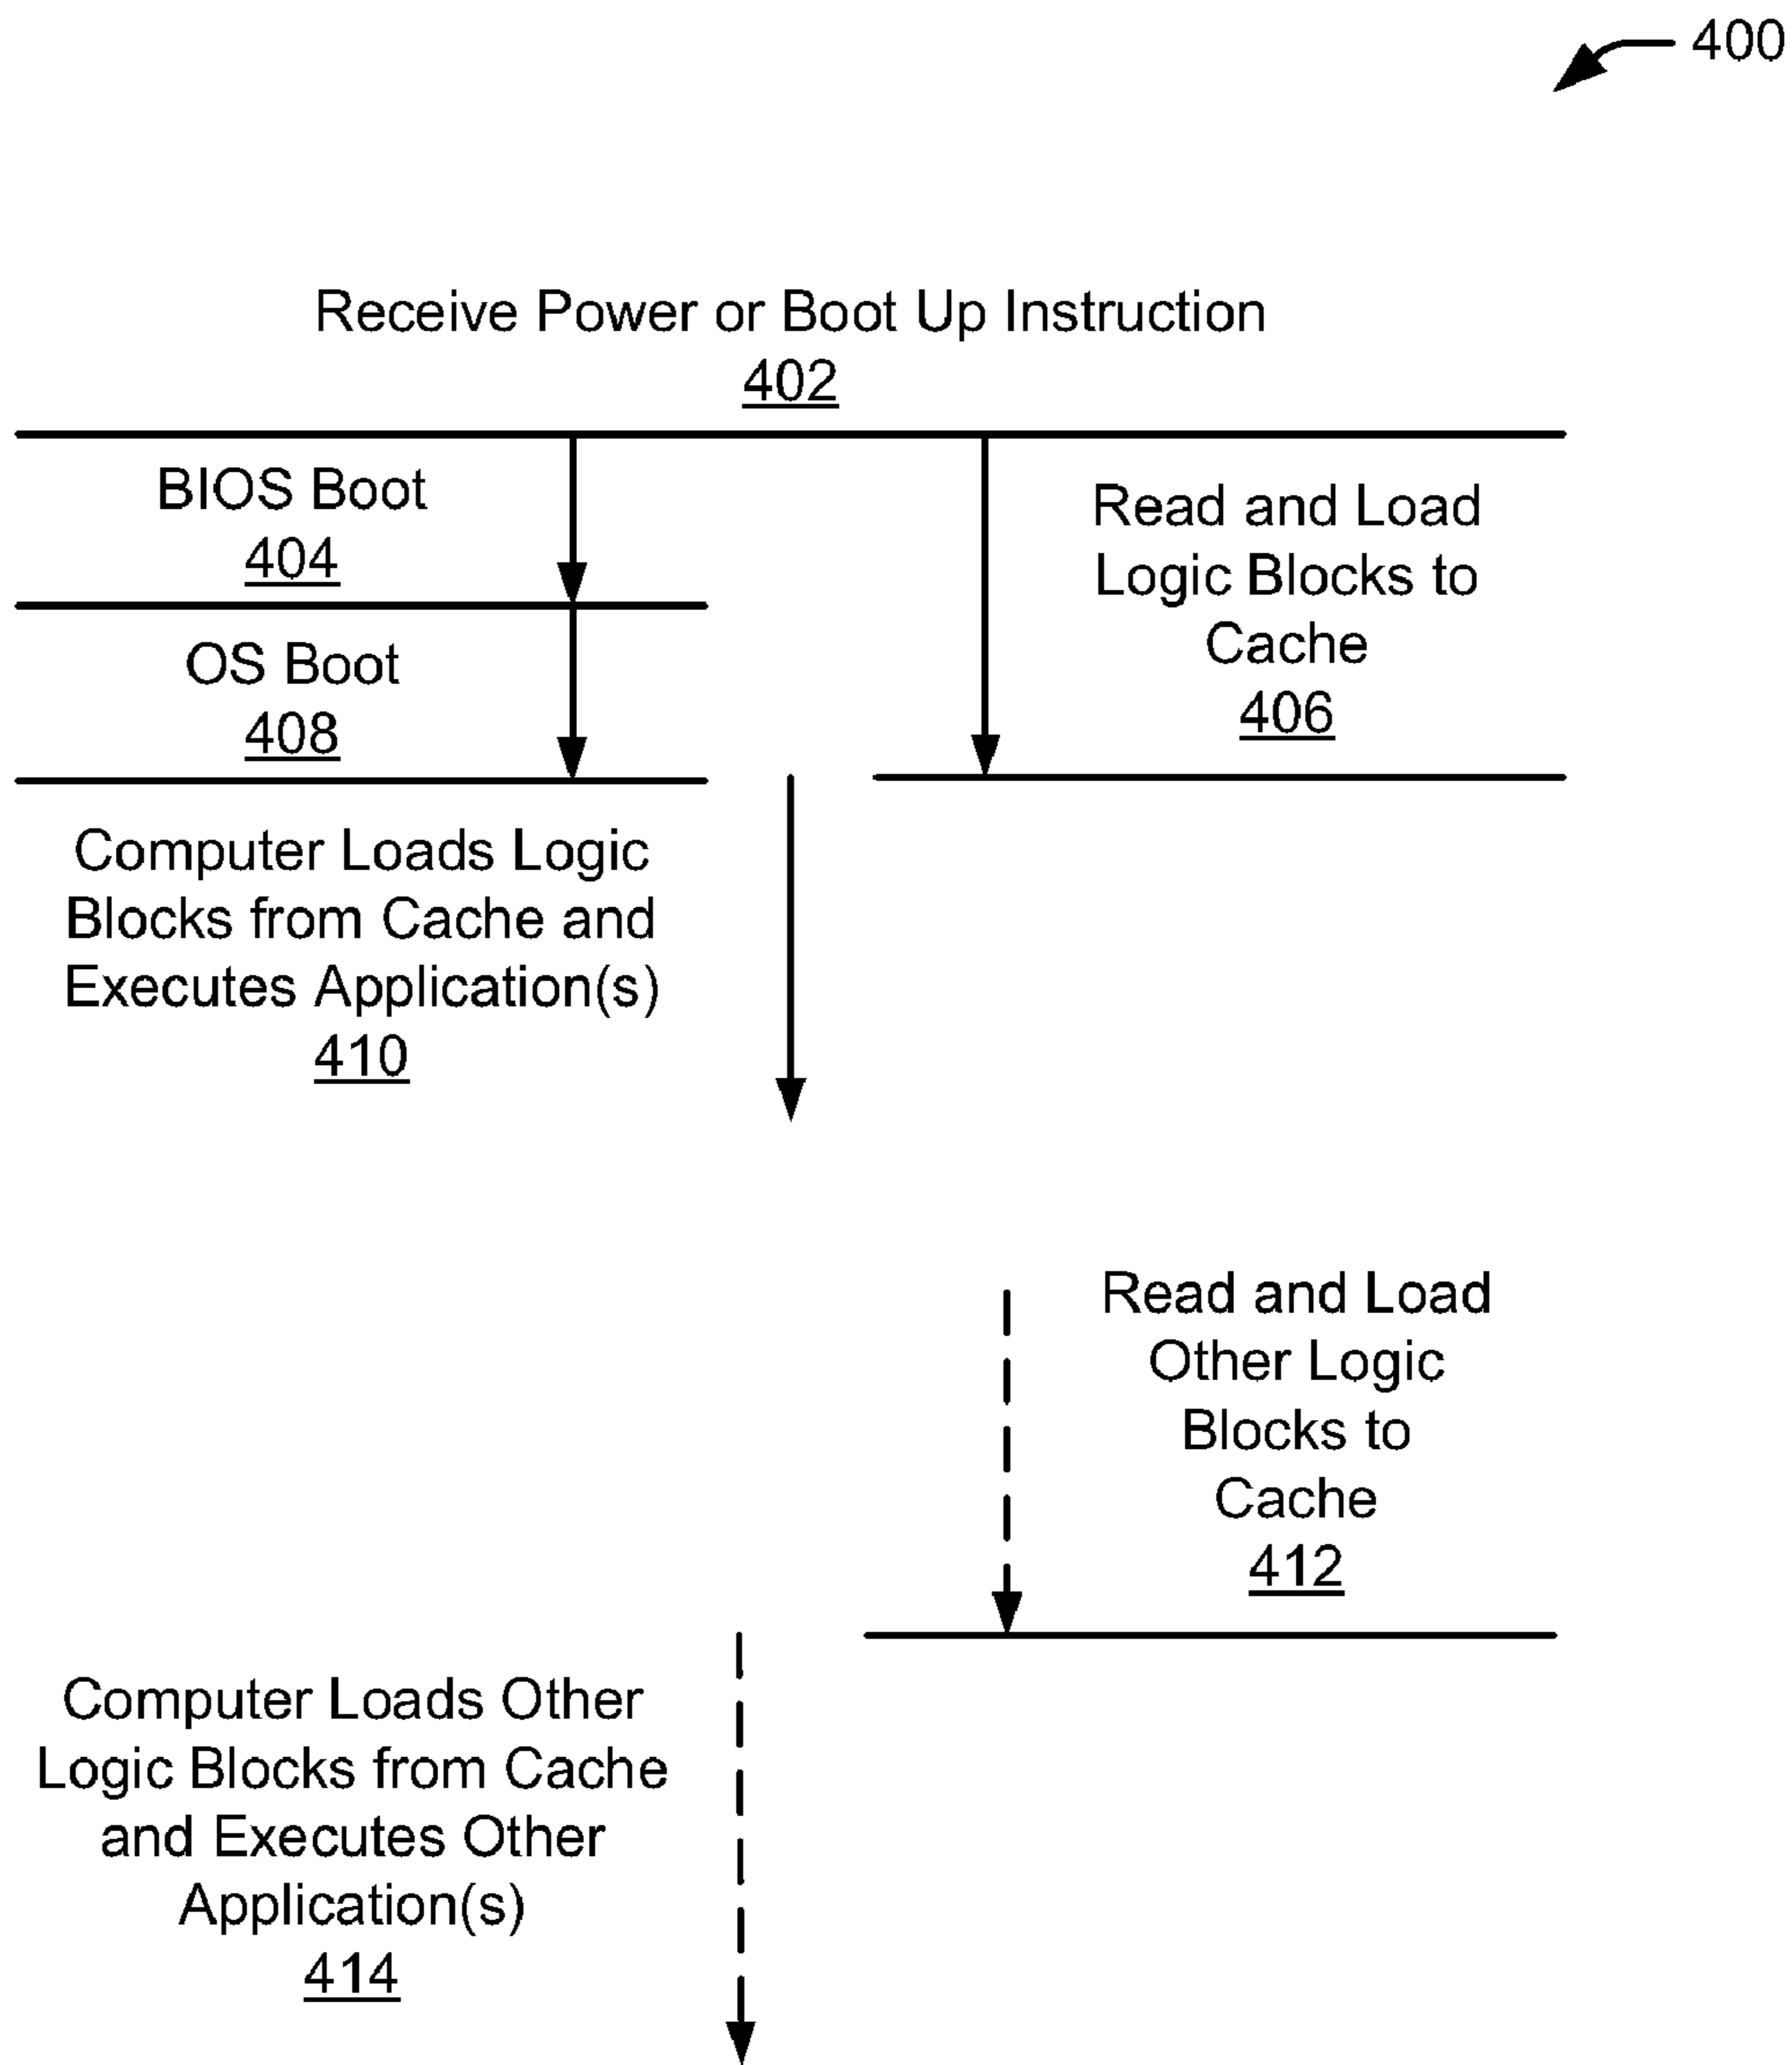 400
Receive Power or Boot Up Instruction
402
BIOS Boot
404
Read and Load
Logic Blocks to
Cache
406
OS Boot
408
Computer Loads Logic
Blocks from Cache and
Executes Application(s)
410
Read and Load
Other Logic
Blocks to
Cache
412
Computer Loads Other
Logic Blocks from Cache
and Executes Other
Application(s)
414